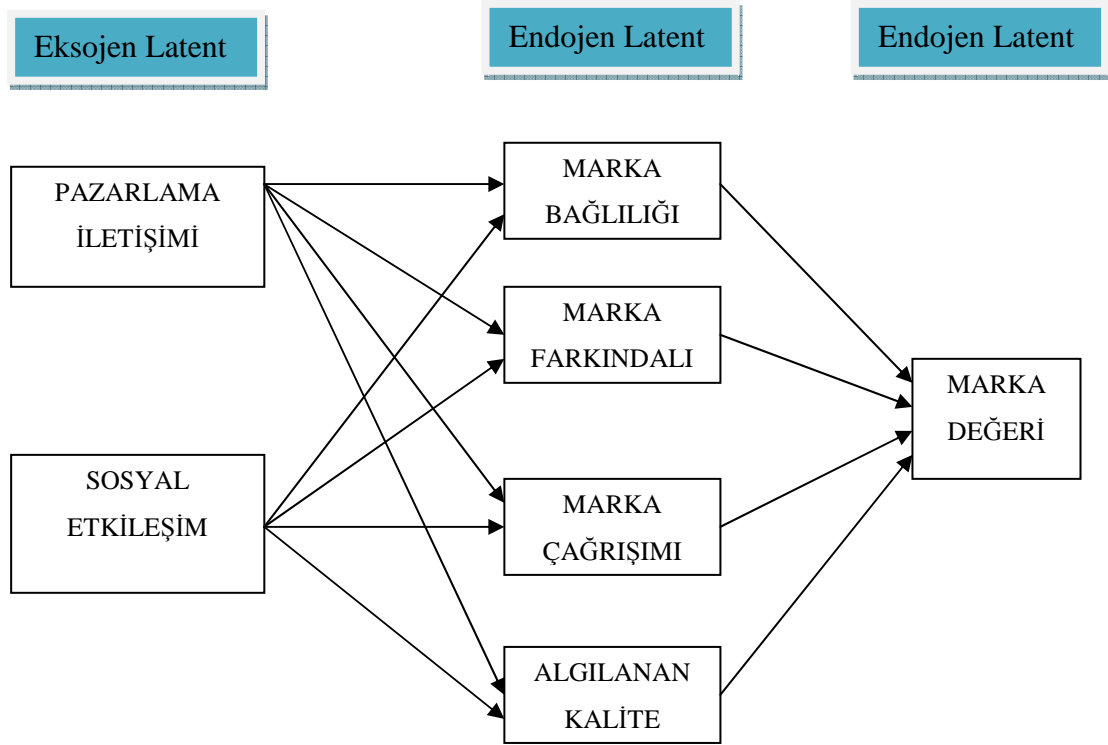 Eksojen Latent
Endojen Latent
Endojen Latent
PAZARLAMA
İLETİŞİMİ
SOSYAL
ETKİLEŞİM
MARKA
BAĞLILIĞI
MARKA
FARKINDALI
MARKA
ÇAĞRIŞIMI
ALGILANAN
KALİTE
MARKA
DEĞERİ